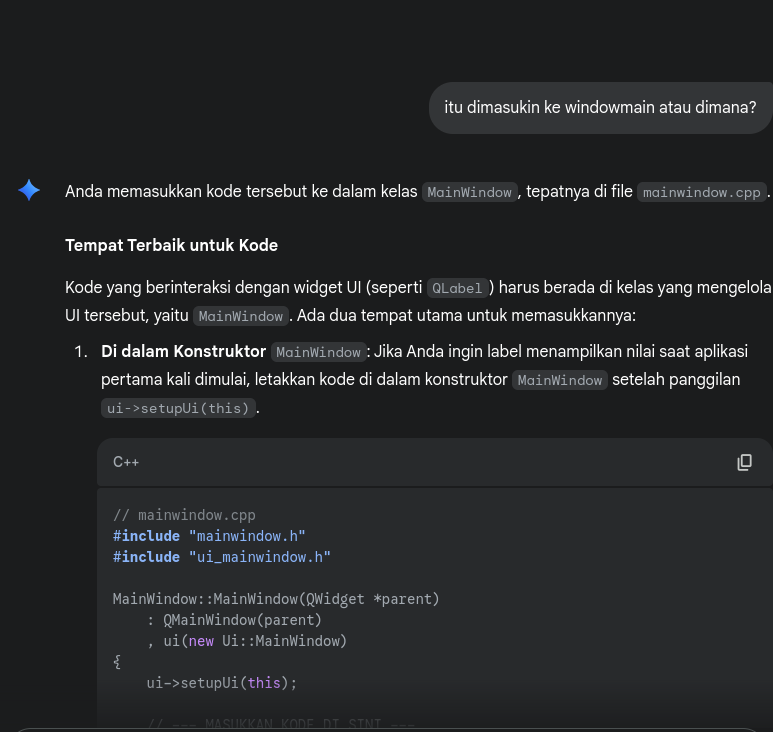 itu dimasukin ke windowmain atau dimana?
Anda memasukkan kode tersebut ke dalam kelas MainWindow, tepatnya di file mainwindow.cpp.
Tempat Terbaik untuk Kode
Kode yang berinteraksi dengan widget UI (seperti QLabel) harus berada di kelas yang mengelola
UI tersebut, yaitu MainWindow. Ada dua tempat utama untuk memasukkannya:
1. Di dalam Konstruktor MainWindow: Jika Anda ingin label menampilkan nilai saat aplikasi
pertama kali dimulai, letakkan kode di dalam konstruktor MainWindow setelah panggilan
ui->setupUi(this).
C++
// mainwindow.cpp
#include "mainwindow.h"
#include "ui_mainwindow.h"
MainWindow::MainWindow(QWidget *parent)
    : QMainWindow(parent)
    , ui(new Ui::MainWindow)
{
    ui->setupUi(this);
    // --- MASUKKAN KODE DI SINI ---